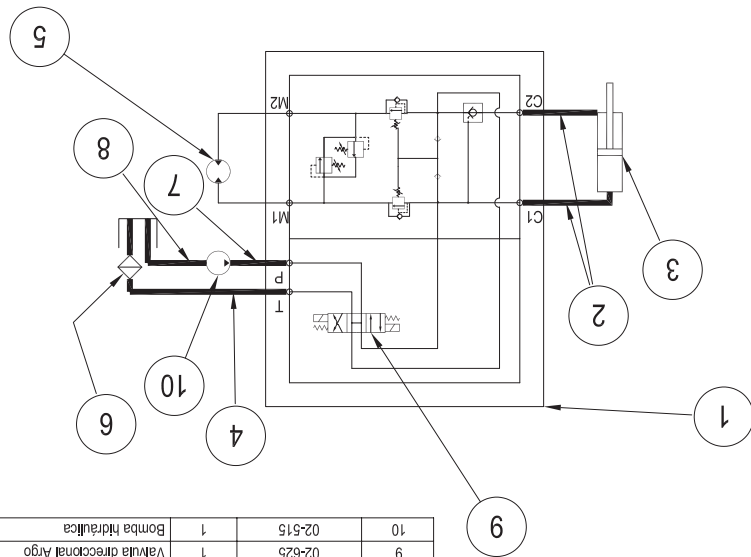 9 02-625 1 Valvula direccional Argo
10 02-515 1 Bomba hidráulica
9
1
4
6
10
T
2
P
3
C1
M1
7
8
C2
M2
5